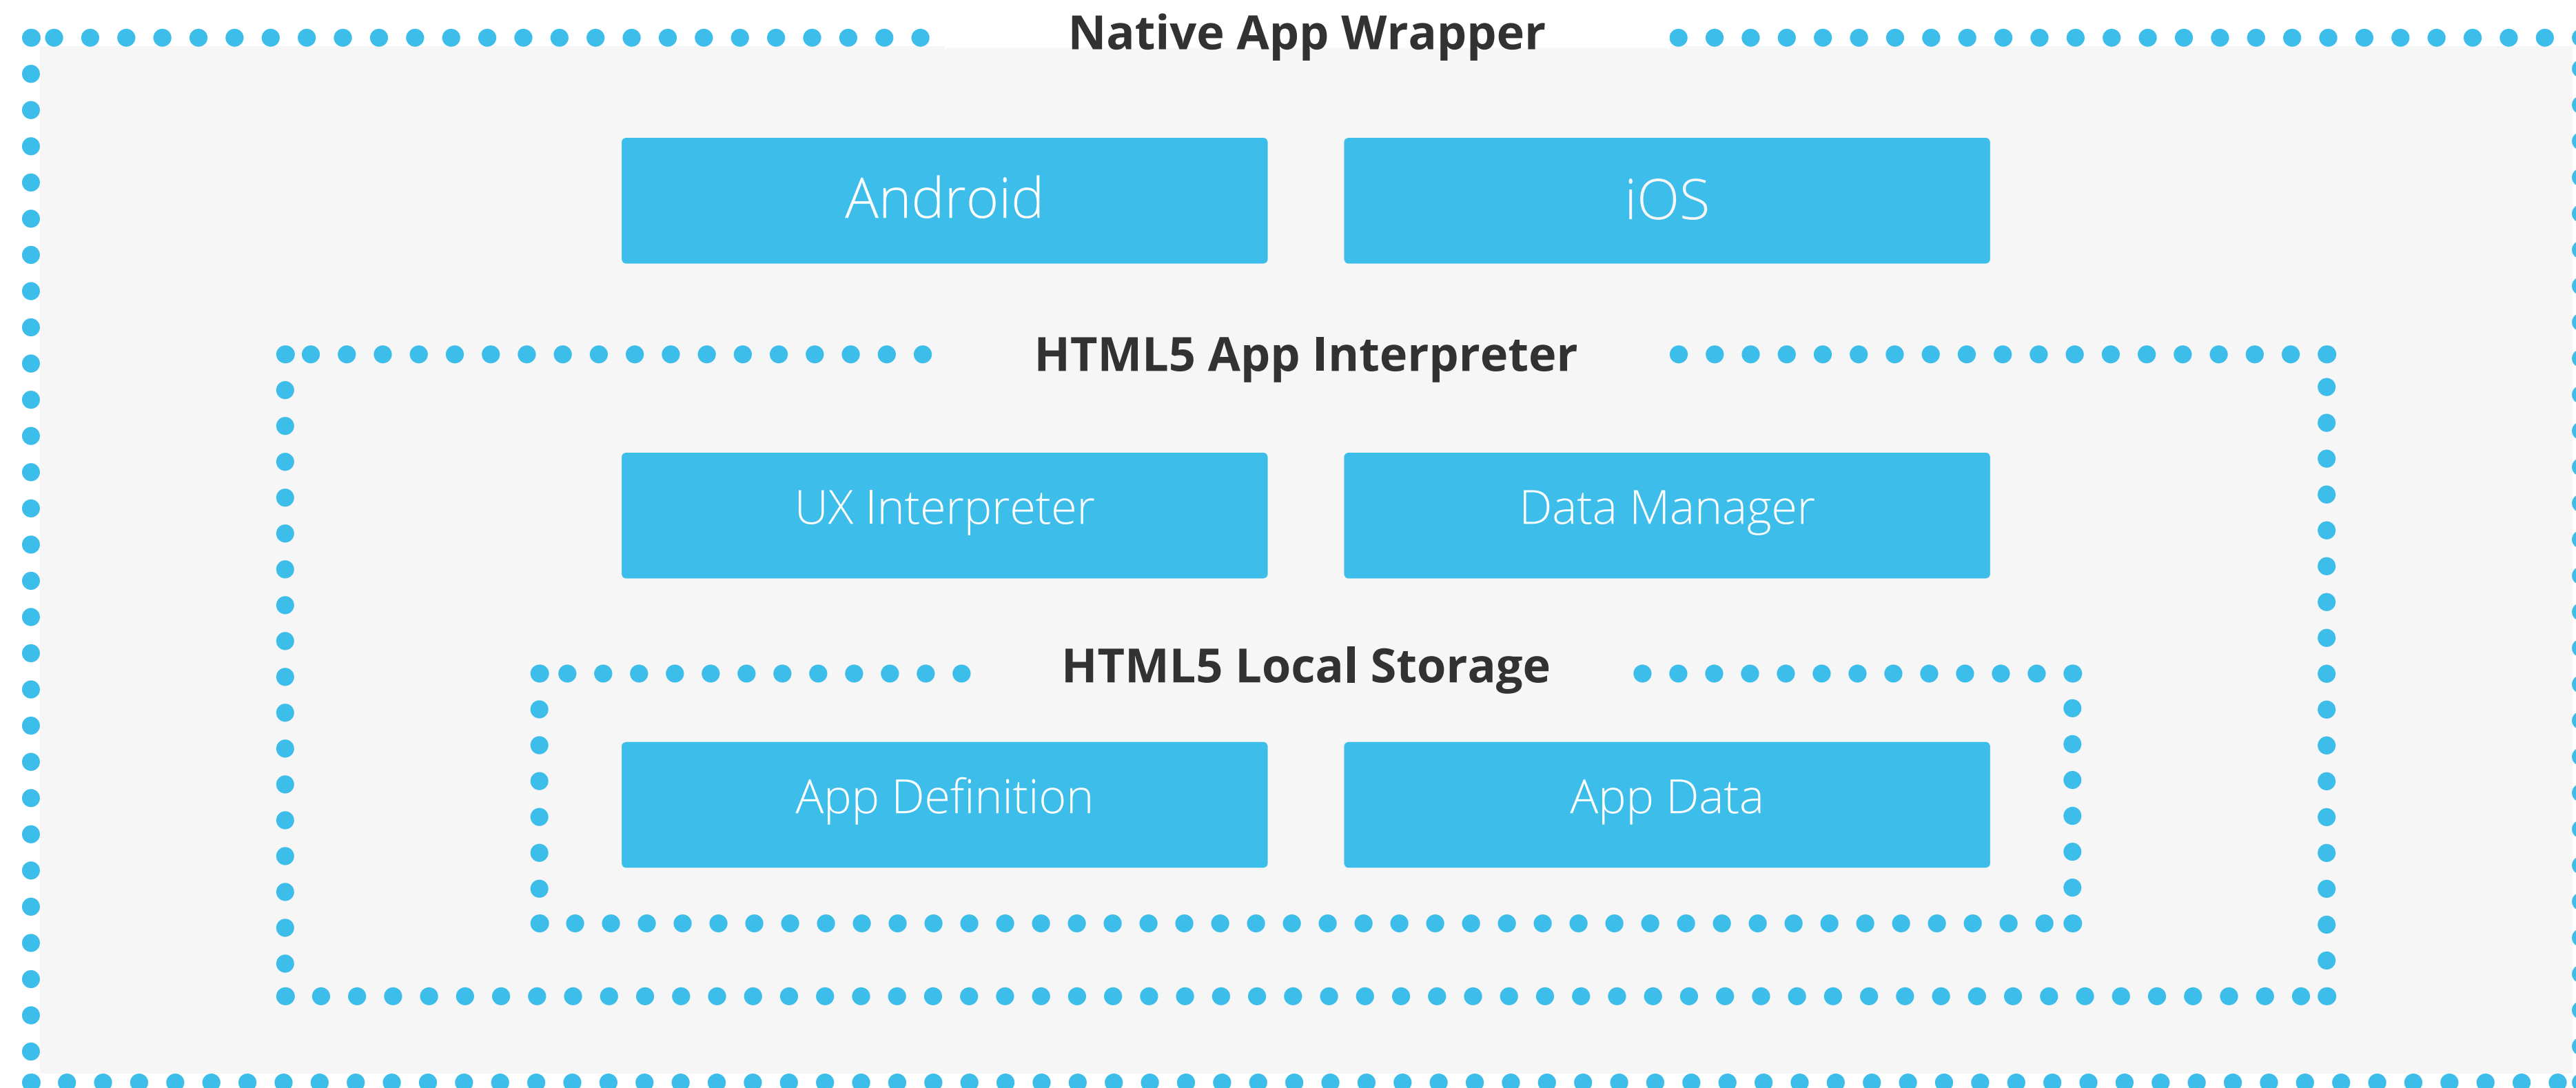 Native App Wrapper
Android
iOS
HTML5 App Interpreter
UX Interpreter
Data Manager
HTML5 Local Storage
App Definition
App Data